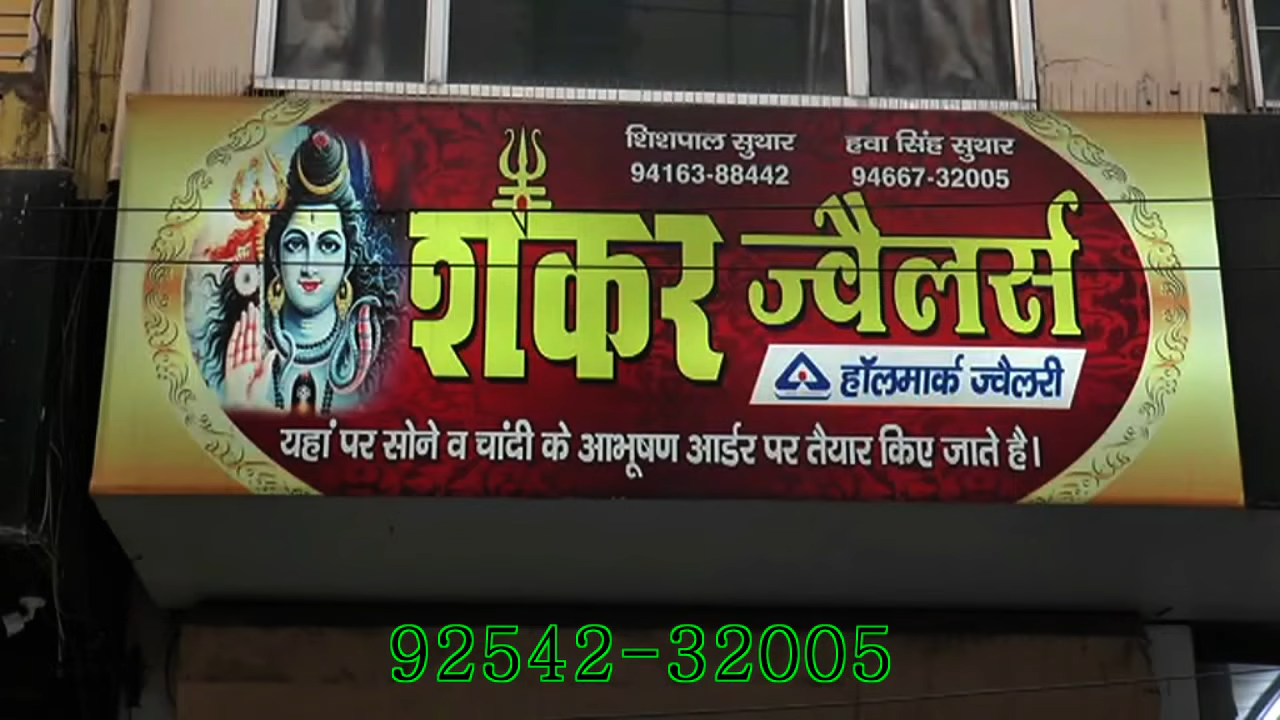 शिशपाल सुथार हवा सिंह सुथार
94163-88442 94667-32005
शंकर ज्वैलर्स
हॉलमार्क ज्वैलरी
यहां पर सोने व चांदी के आभूषण आर्डर पर तैयार किए जाते है।
92542-32005